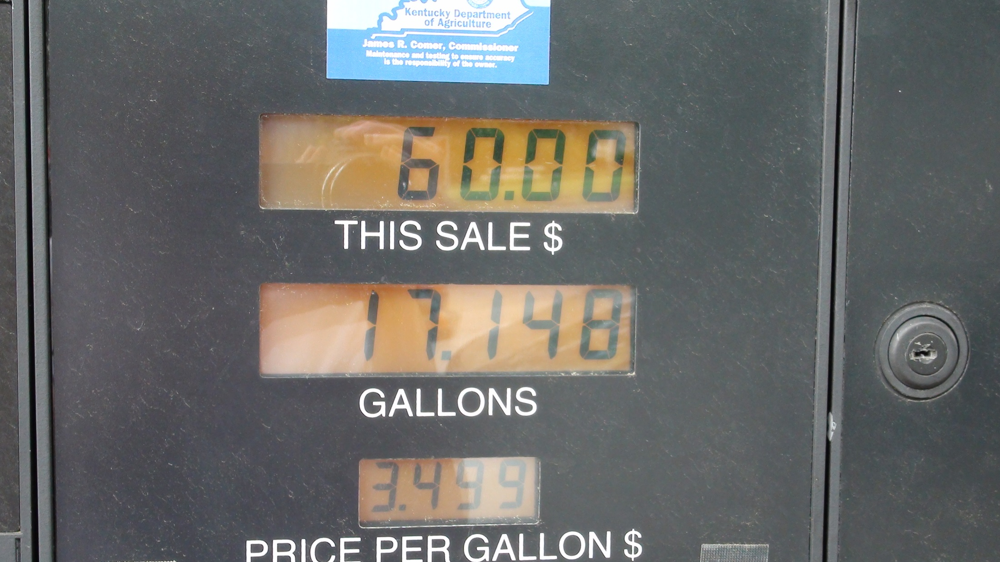 Kentucky Department
of Agriculture
James R. Comer, Commissioner
Maintenance and testing to ensure accuracy
is the responsibility of the owner.
60.00
THIS SALE $
17.148
GALLONS
3.499
PRICE PER GALLON $